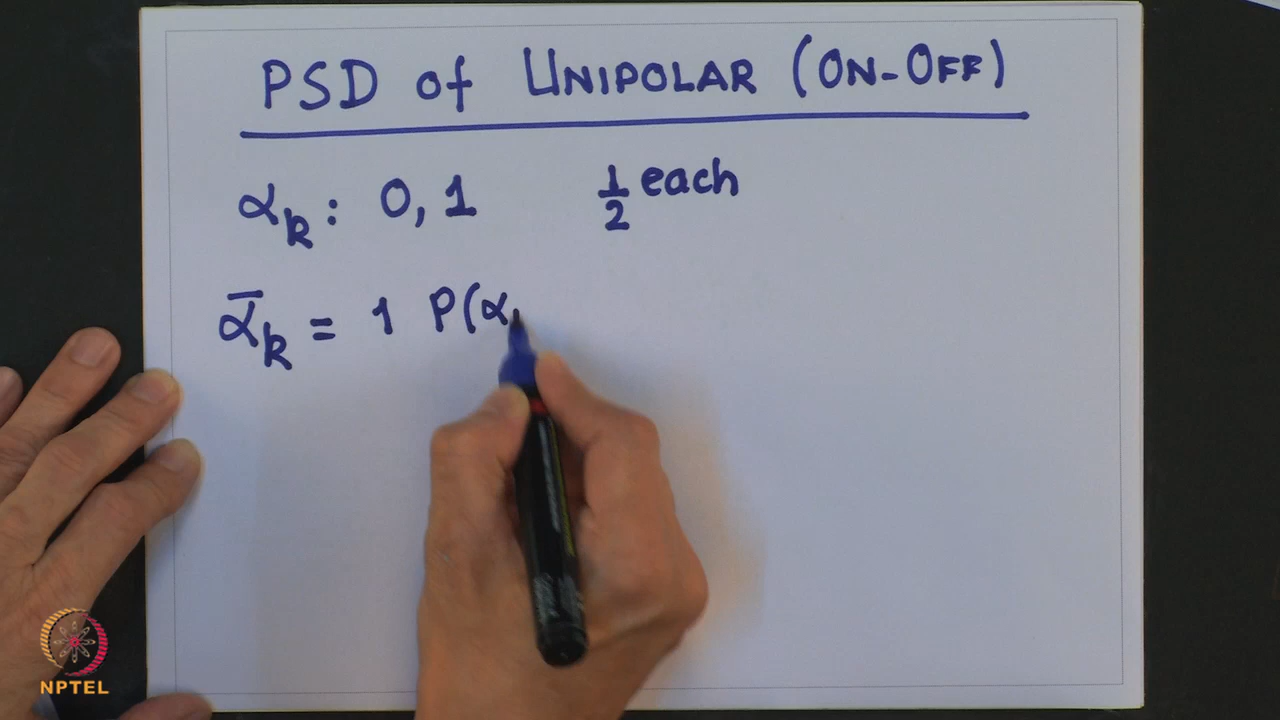 PSD of UNIPOLAR (ON-OFF)
αₖ : 0, 1 1/2 each
ᾱₖ = 1 P(α
NPTEL